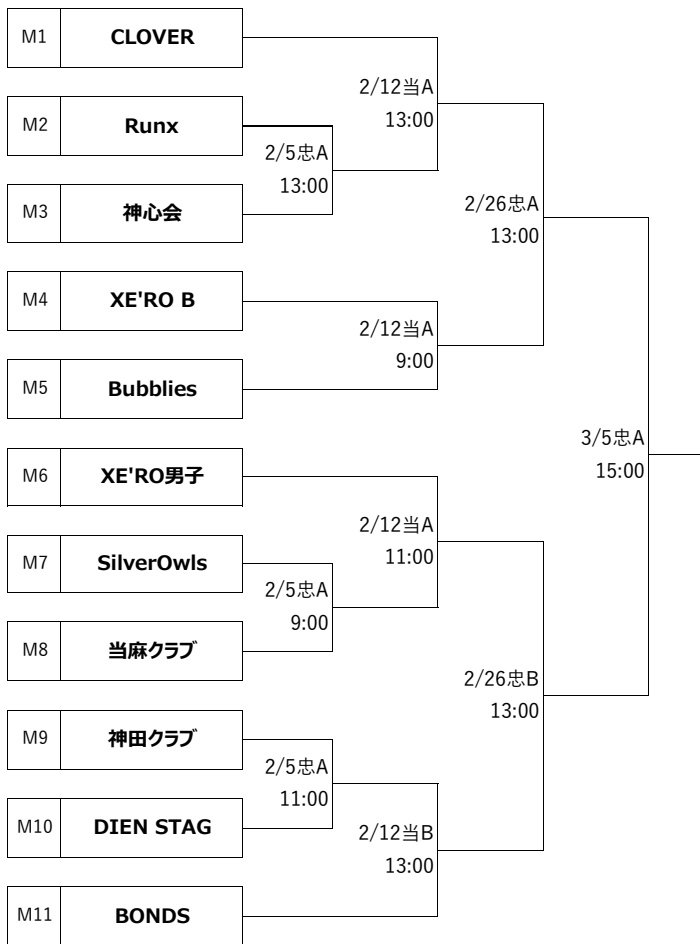 M1 CLOVER
2/12当A
13:00
M2 Runx
2/5忠A
13:00
M3 神心会
2/26忠A
13:00
M4 XE'RO B
2/12当A
9:00
M5 Bubblies
3/5忠A
15:00
M6 XE'RO男子
2/12当A
11:00
M7 SilverOwls
2/5忠A
9:00
M8 当麻クラブ
2/26忠B
13:00
M9 神田クラブ
2/5忠A
11:00
M10 DIEN STAG
2/12当B
13:00
M11 BONDS